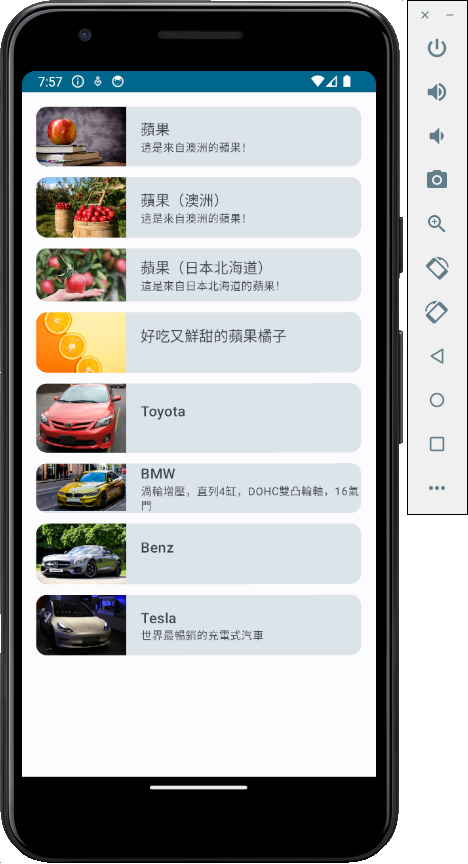 7:57
蘋果
這是來自澳洲的蘋果!
蘋果（澳洲）
這是來自澳洲的蘋果!
蘋果（日本北海道）
這是來自日本北海道的蘋果!
好吃又鮮甜的蘋果橘子
Toyota
BMW
渦輪增壓，直列4缸，DOHC雙凸輪軸，16氣
門
Benz
Tesla
世界最暢銷的充電式汽車